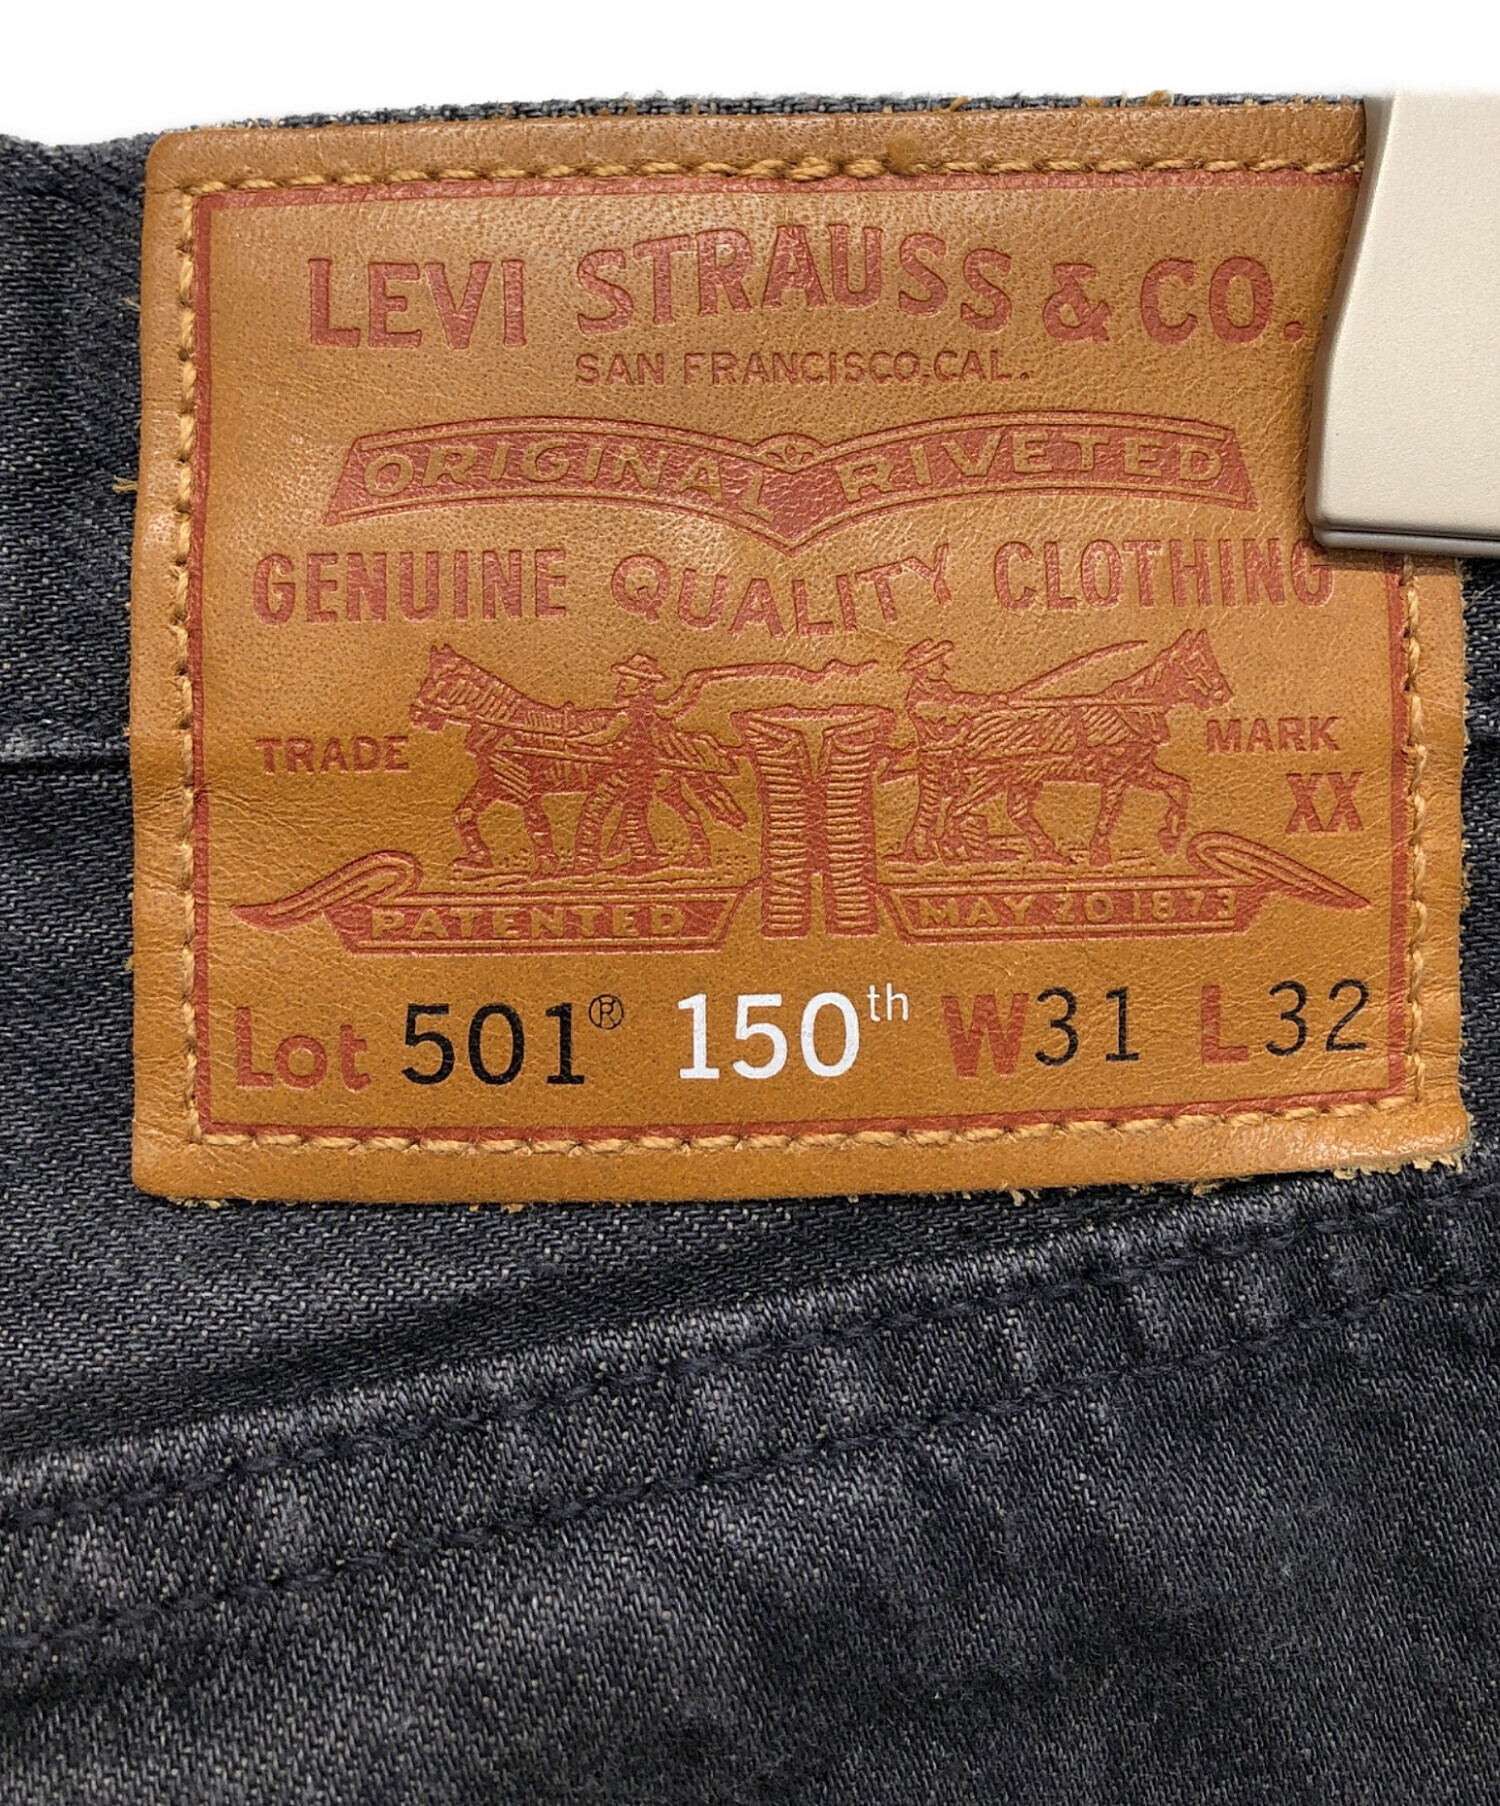 LEVI STRAUSS & CO.
SAN FRANCISCO.CAL.
ORIGINAL RIVETED
GENUINE QUALITY CLOTHING
TRADE MARK
XX
PATENTED MAY 20 1873
Lot 501® 150th W31 L32